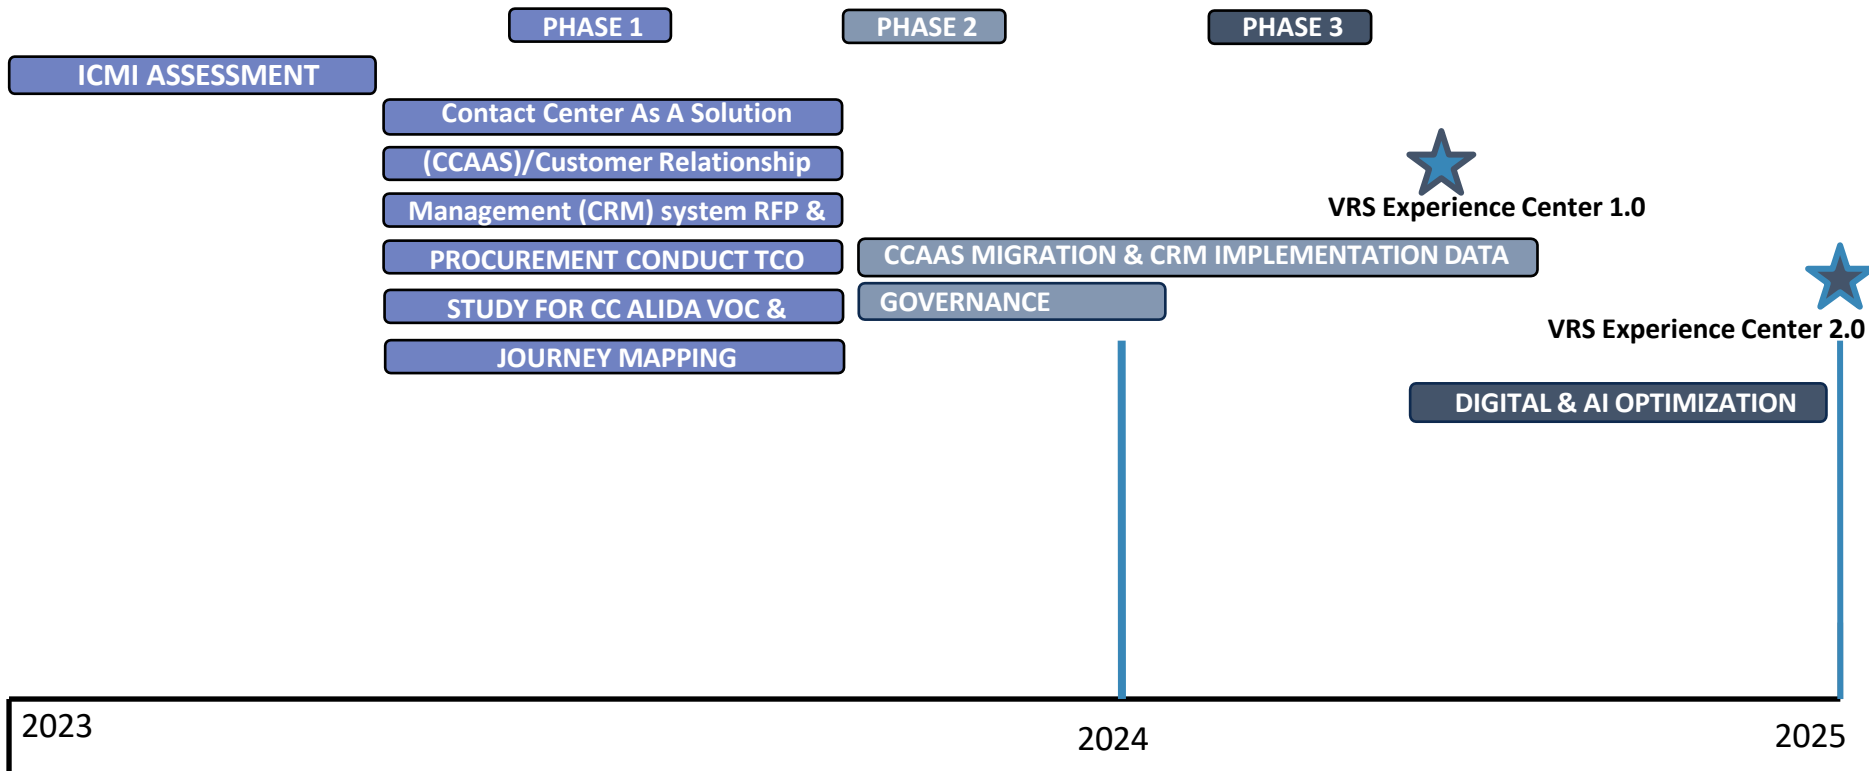 PHASE 1
PHASE 2
PHASE 3
ICMI ASSESSMENT
Contact Center As A Solution
(CCAAS)/Customer Relationship
Management (CRM) system RFP &
PROCUREMENT CONDUCT TCO
STUDY FOR CC ALIDA VOC &
JOURNEY MAPPING
CCAAS MIGRATION & CRM IMPLEMENTATION DATA
GOVERNANCE
VRS Experience Center 1.0
VRS Experience Center 2.0
DIGITAL & AI OPTIMIZATION
2023
2024
2025